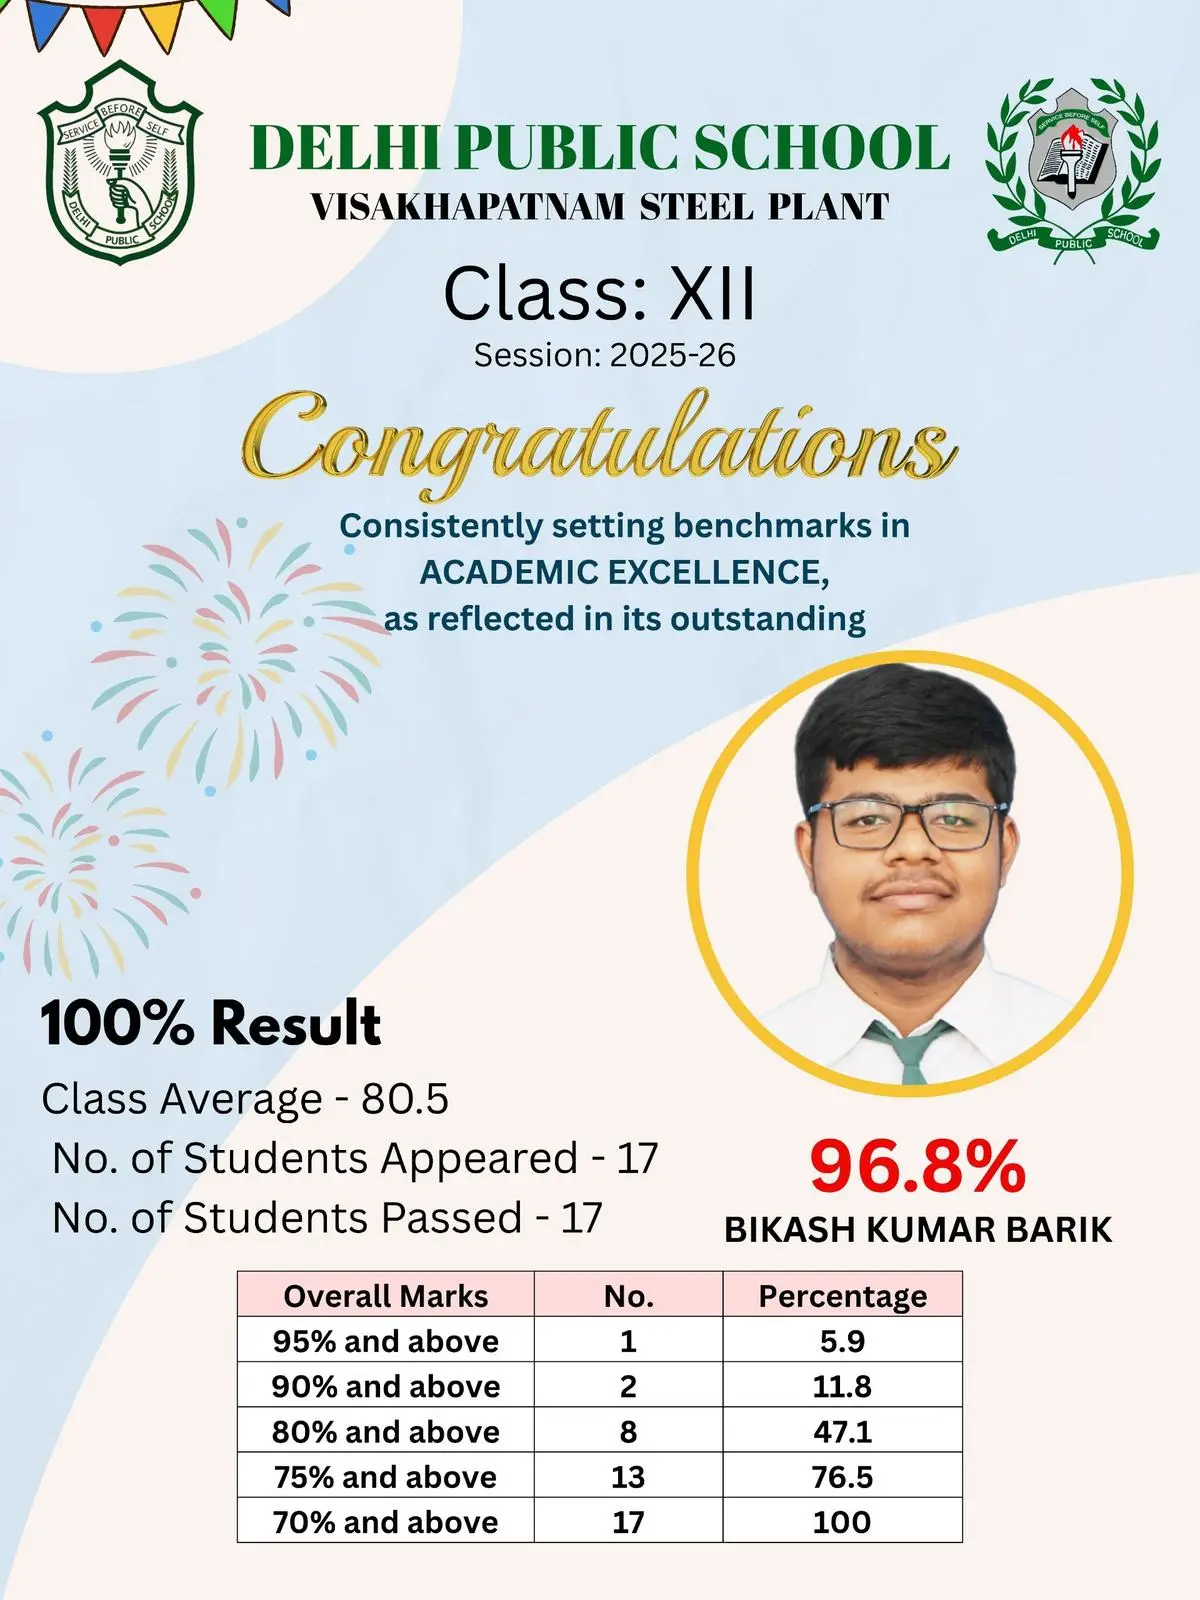 SERVICE BEFORE SELF
DELHI PUBLIC SCHOOL
SERVICE BEFORE SELF
DELHI PUBLIC SCHOOL
DELHI PUBLIC SCHOOL
VISAKHAPATNAM STEEL PLANT
Class: XII
Session: 2025-26
Congratulations
Consistently setting benchmarks in
ACADEMIC EXCELLENCE,
as reflected in its outstanding
100% Result
Class Average - 80.5
No. of Students Appeared - 17
No. of Students Passed - 17
96.8%
BIKASH KUMAR BARIK
Overall Marks No. Percentage
95% and above 1 5.9
90% and above 2 11.8
80% and above 8 47.1
75% and above 13 76.5
70% and above 17 100